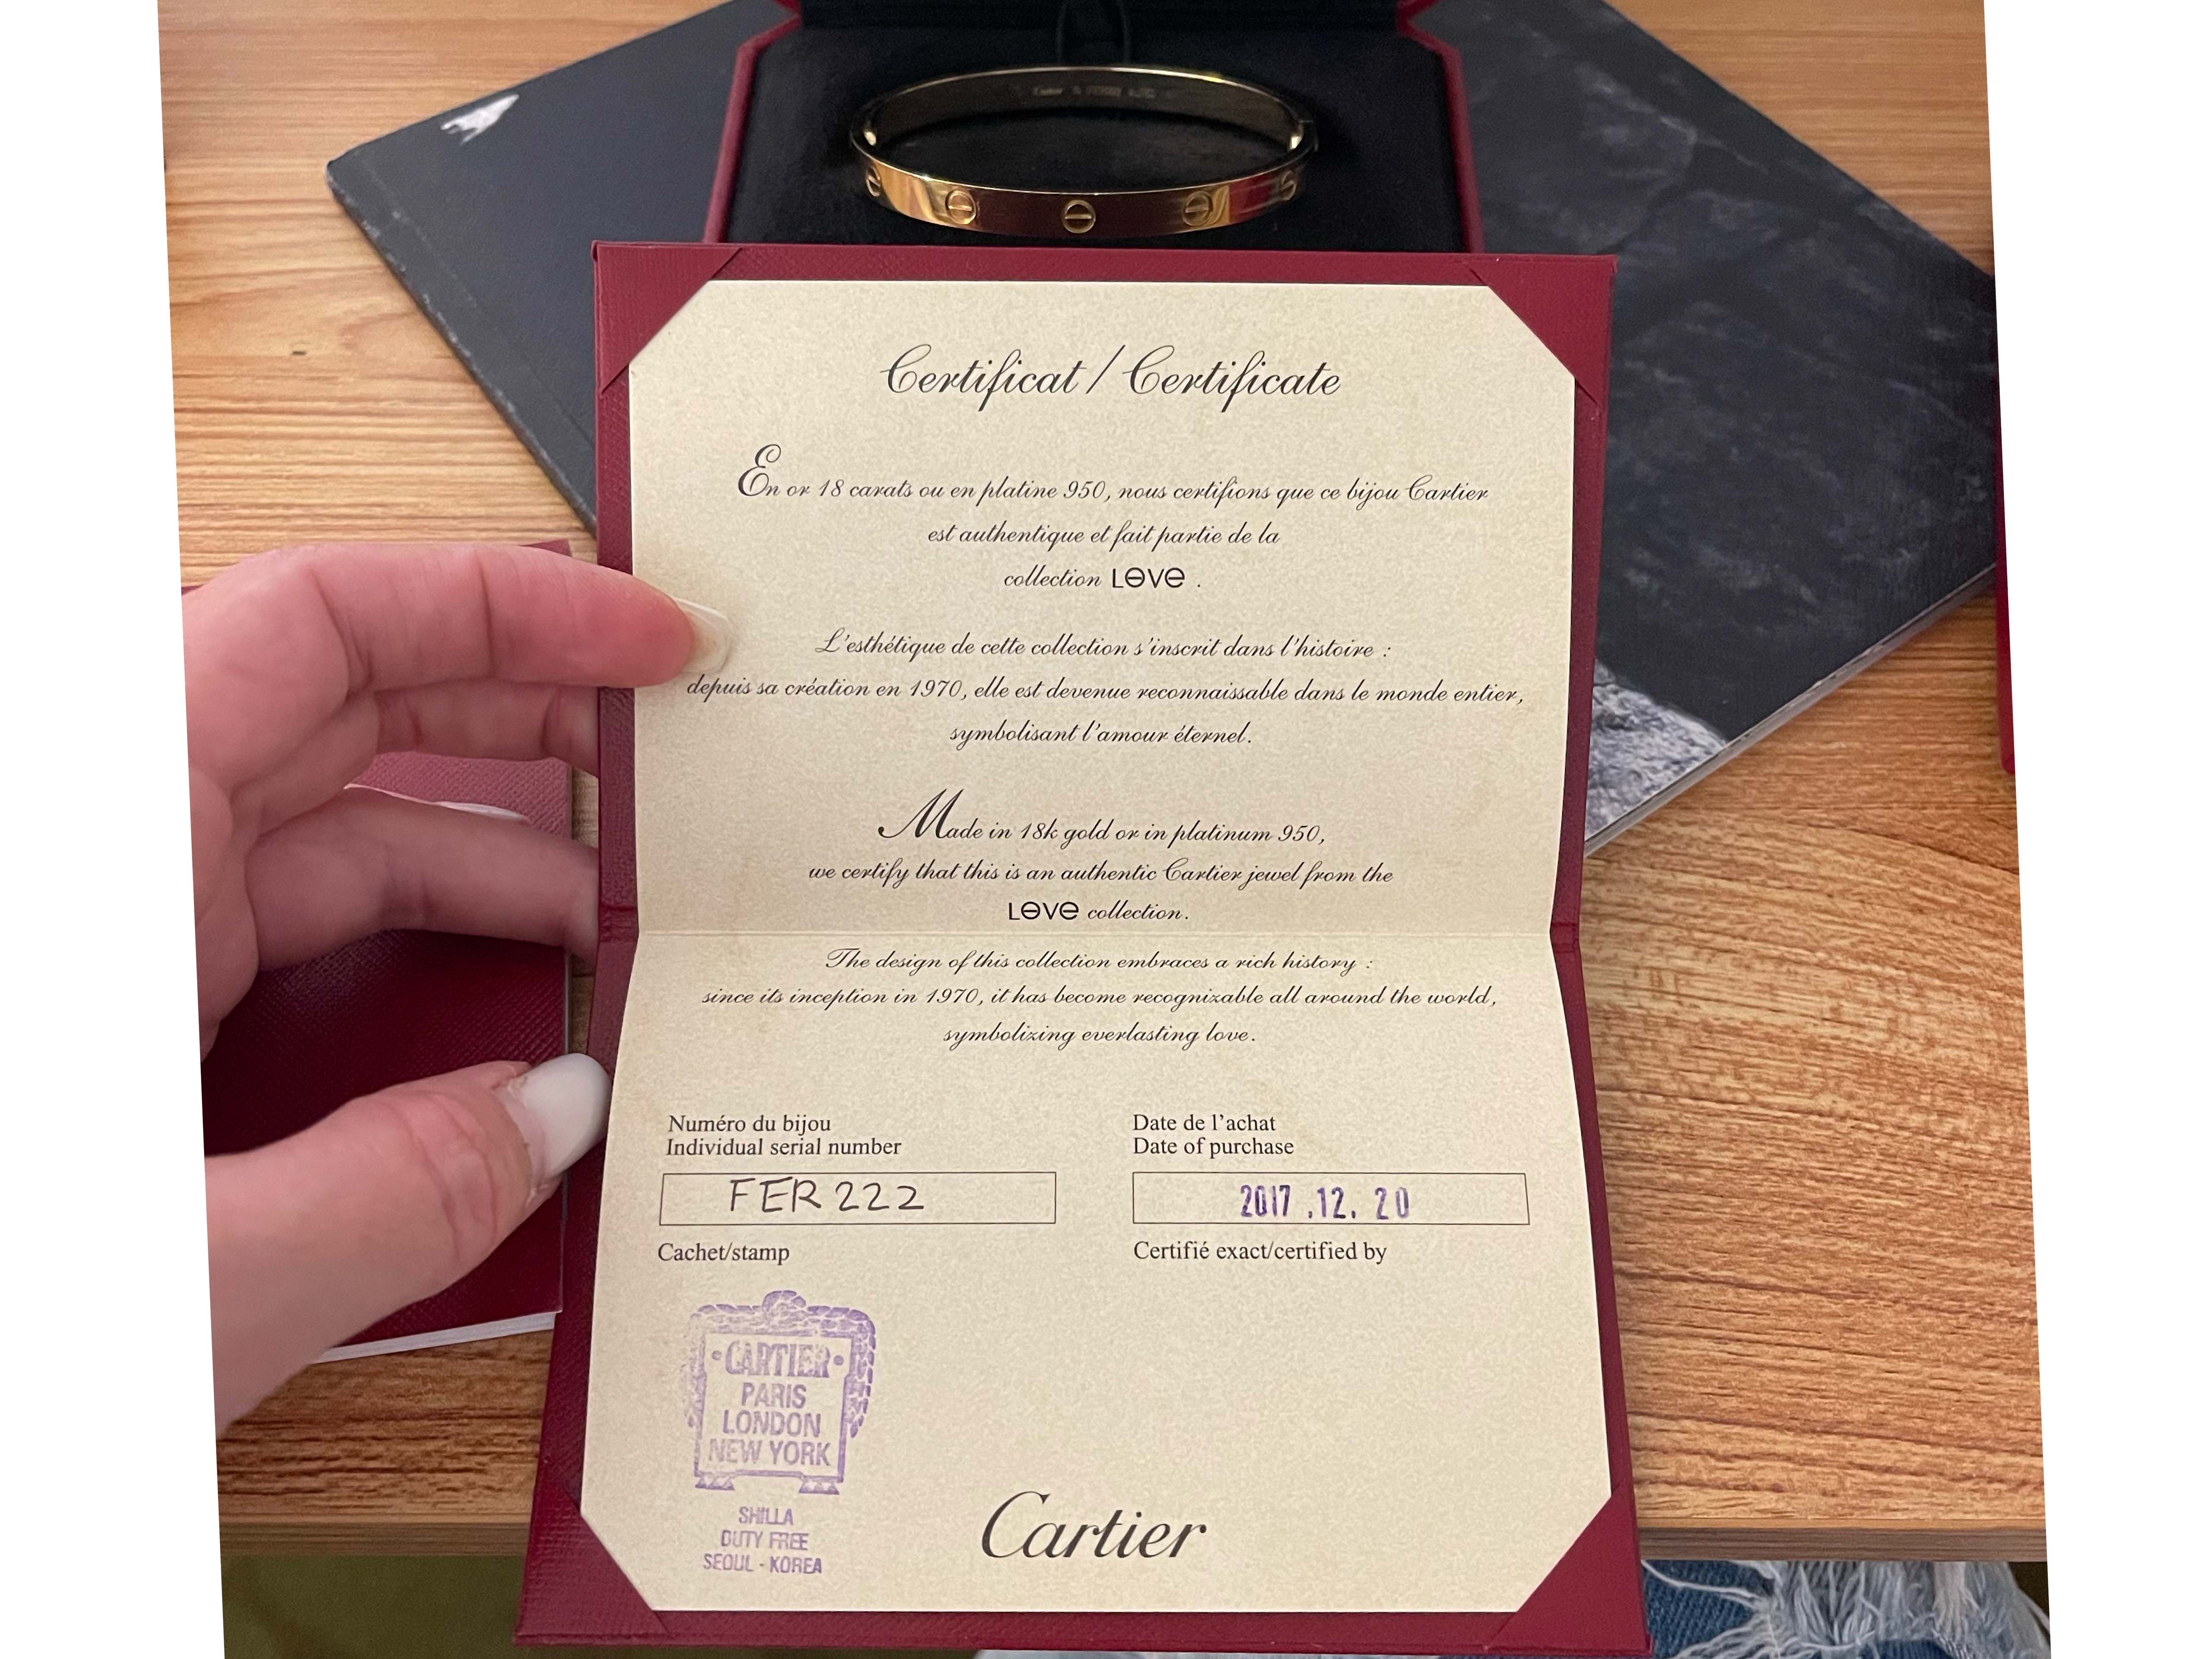 Cartier
Certificat / Certificate
En or 18 carats ou en platine 950, nous certifions que ce bijou Cartier
est authentique et fait partie de la
collection LOVE .
L'esthétique de cette collection s'inscrit dans l'histoire :
depuis sa création en 1970, elle est devenue reconnaissable dans le monde entier,
symbolisant l'amour éternel.
Made in 18k gold or in platinum 950,
we certify that this is an authentic Cartier jewel from the
LOVE collection.
The design of this collection embraces a rich history :
since its inception in 1970, it has become recognizable all around the world,
symbolizing everlasting love.
Numéro du bijou
Individual serial number
FER222
Date de l'achat
Date of purchase
2017.12.20
Cachet/stamp
Certifié exact/certified by
·CARTIER·
PARIS
LONDON
NEW YORK
SHILLA
DUTY FREE
SEOUL - KOREA
Cartier